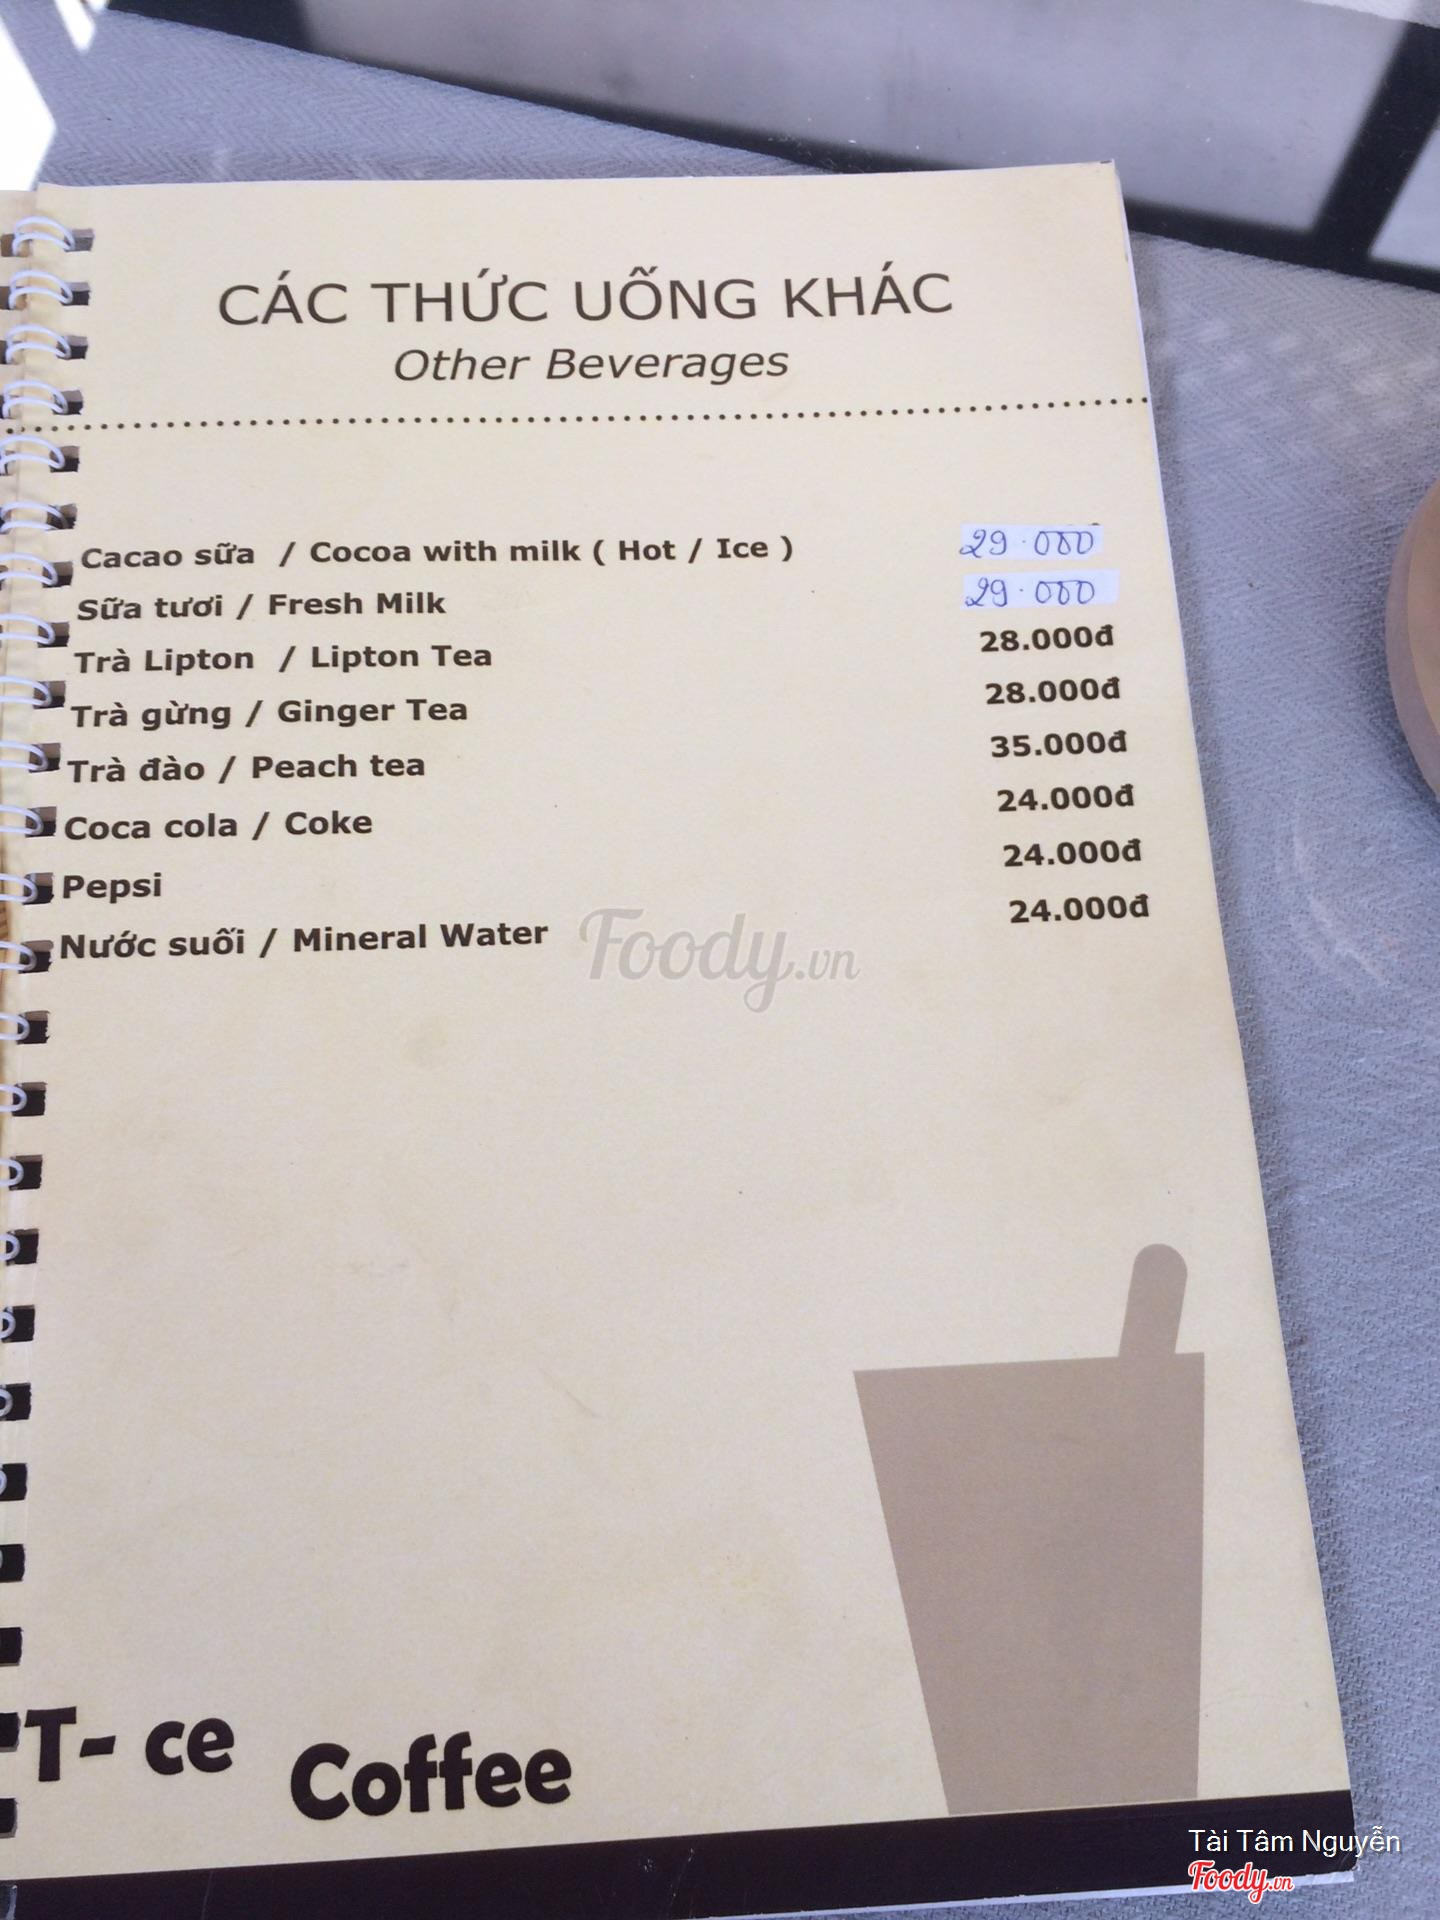 CÁC THỨC UỐNG KHÁC
Other Beverages
Cacao sữa / Cocoa with milk ( Hot / Ice ) 29.000
Sữa tươi / Fresh Milk 29.000
Trà Lipton / Lipton Tea 28.000đ
Trà gừng / Ginger Tea 28.000đ
Trà đào / Peach tea 35.000đ
Coca cola / Coke 24.000đ
Pepsi 24.000đ
Nước suối / Mineral Water 24.000đ
Foody.vn
T- ce Coffee
Tài Tâm Nguyễn
Foody.vn